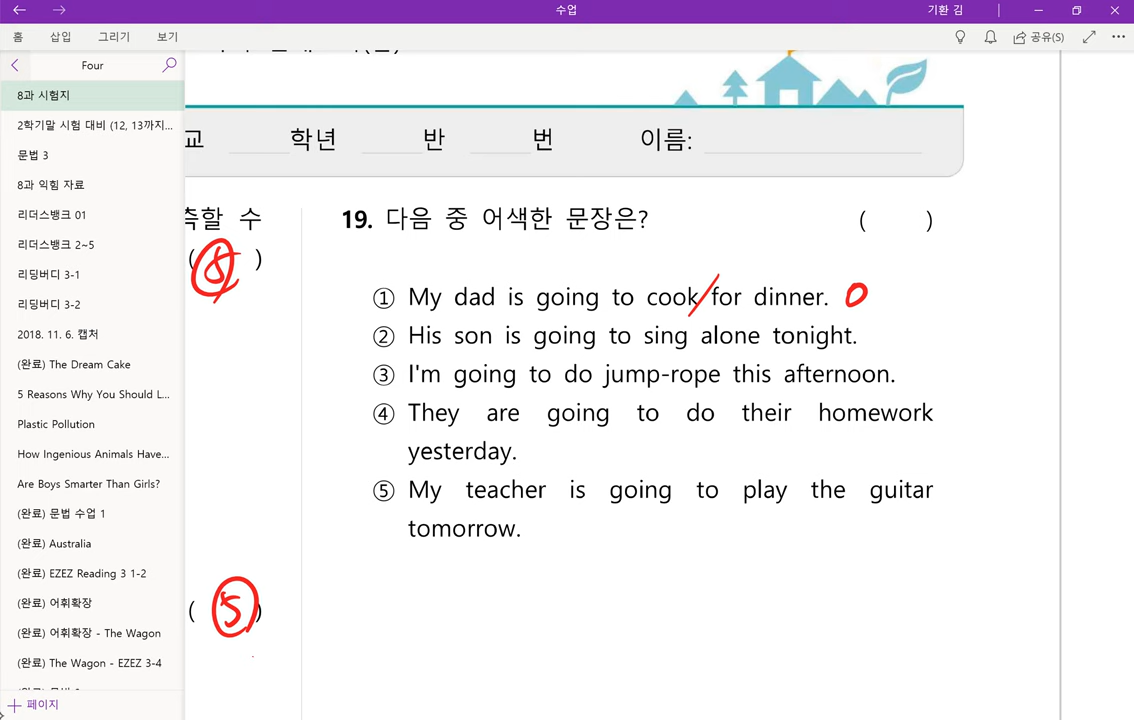 수업
기환 김
홈 삽입 그리기 보기
공유(S)
Four
8과 시험지
2학기말 시험 대비 (12, 13까지...
문법 3
8과 익힘 자료
리더스뱅크 01
리더스뱅크 2~5
리딩버디 3-1
리딩버디 3-2
2018. 11. 6. 캡처
(완료) The Dream Cake
5 Reasons Why You Should L...
Plastic Pollution
How Ingenious Animals Have...
Are Boys Smarter Than Girls?
(완료) 문법 수업 1
(완료) Australia
(완료) EZEZ Reading 3 1-2
(완료) 어휘확장
(완료) 어휘확장 - The Wagon
(완료) The Wagon - EZEZ 3-4
페이지
교 학년 반 번 이름:
측할 수
( 5 )
( 5 )
19. 다음 중 어색한 문장은? ( )
① My dad is going to cook/for dinner. O
② His son is going to sing alone tonight.
③ I'm going to do jump-rope this afternoon.
④ They are going to do their homework
yesterday.
⑤ My teacher is going to play the guitar
tomorrow.